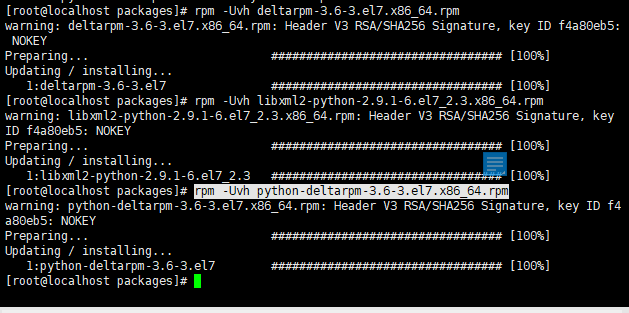 [root@localhost packages]# rpm -Uvh deltarpm-3.6-3.el7.x86_64.rpm
warning: deltarpm-3.6-3.el7.x86_64.rpm: Header V3 RSA/SHA256 Signature, key ID f4a80eb5:
 NOKEY
Preparing...                          ################################# [100%]
Updating / installing...
   1:deltarpm-3.6-3.el7               ################################# [100%]
[root@localhost packages]# rpm -Uvh libxml2-python-2.9.1-6.el7_2.3.x86_64.rpm
warning: libxml2-python-2.9.1-6.el7_2.3.x86_64.rpm: Header V3 RSA/SHA256 Signature, key
ID f4a80eb5: NOKEY
Preparing...                          ################################# [100%]
Updating / installing...
   1:libxml2-python-2.9.1-6.el7_2.3   ################################# [100%]
[root@localhost packages]# rpm -Uvh python-deltarpm-3.6-3.el7.x86_64.rpm
warning: python-deltarpm-3.6-3.el7.x86_64.rpm: Header V3 RSA/SHA256 Signature, key ID f4
a80eb5: NOKEY
Preparing...                          ################################# [100%]
Updating / installing...
   1:python-deltarpm-3.6-3.el7        ################################# [100%]
[root@localhost packages]#